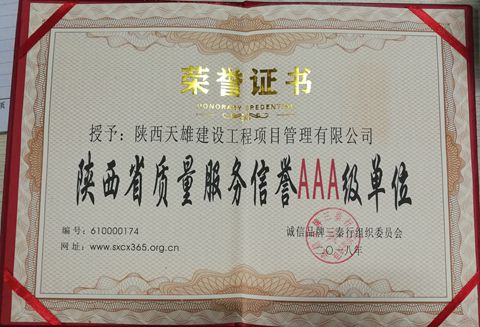 荣誉证书
HONORARY CREDENTIAL
授予：陕西天雄建设工程项目管理有限公司
陕西省质量服务信誉AAA级单位
编号：610000174
网址：www.sxcx365.org.cn
诚信品牌三秦行组织委员会
二〇一八年